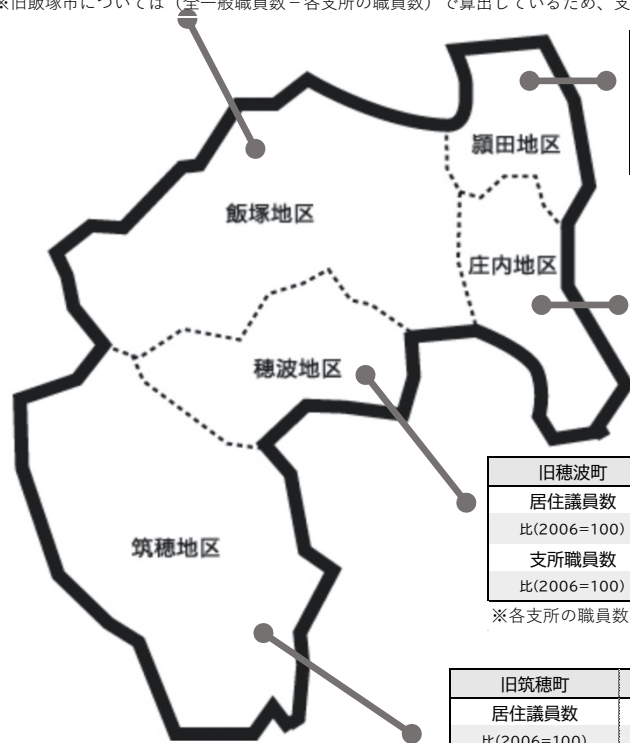 ※旧飯塚市については（全一般職員数－各支所の職員数）で算出しているため、支
頴田地区
飯塚地区
庄内地区
穂波地区
旧穂波町
居住議員数
比(2006=100)
支所職員数
比(2006=100)
※各支所の職員数
筑穂地区
旧筑穂町
居住議員数
比(2006=100)